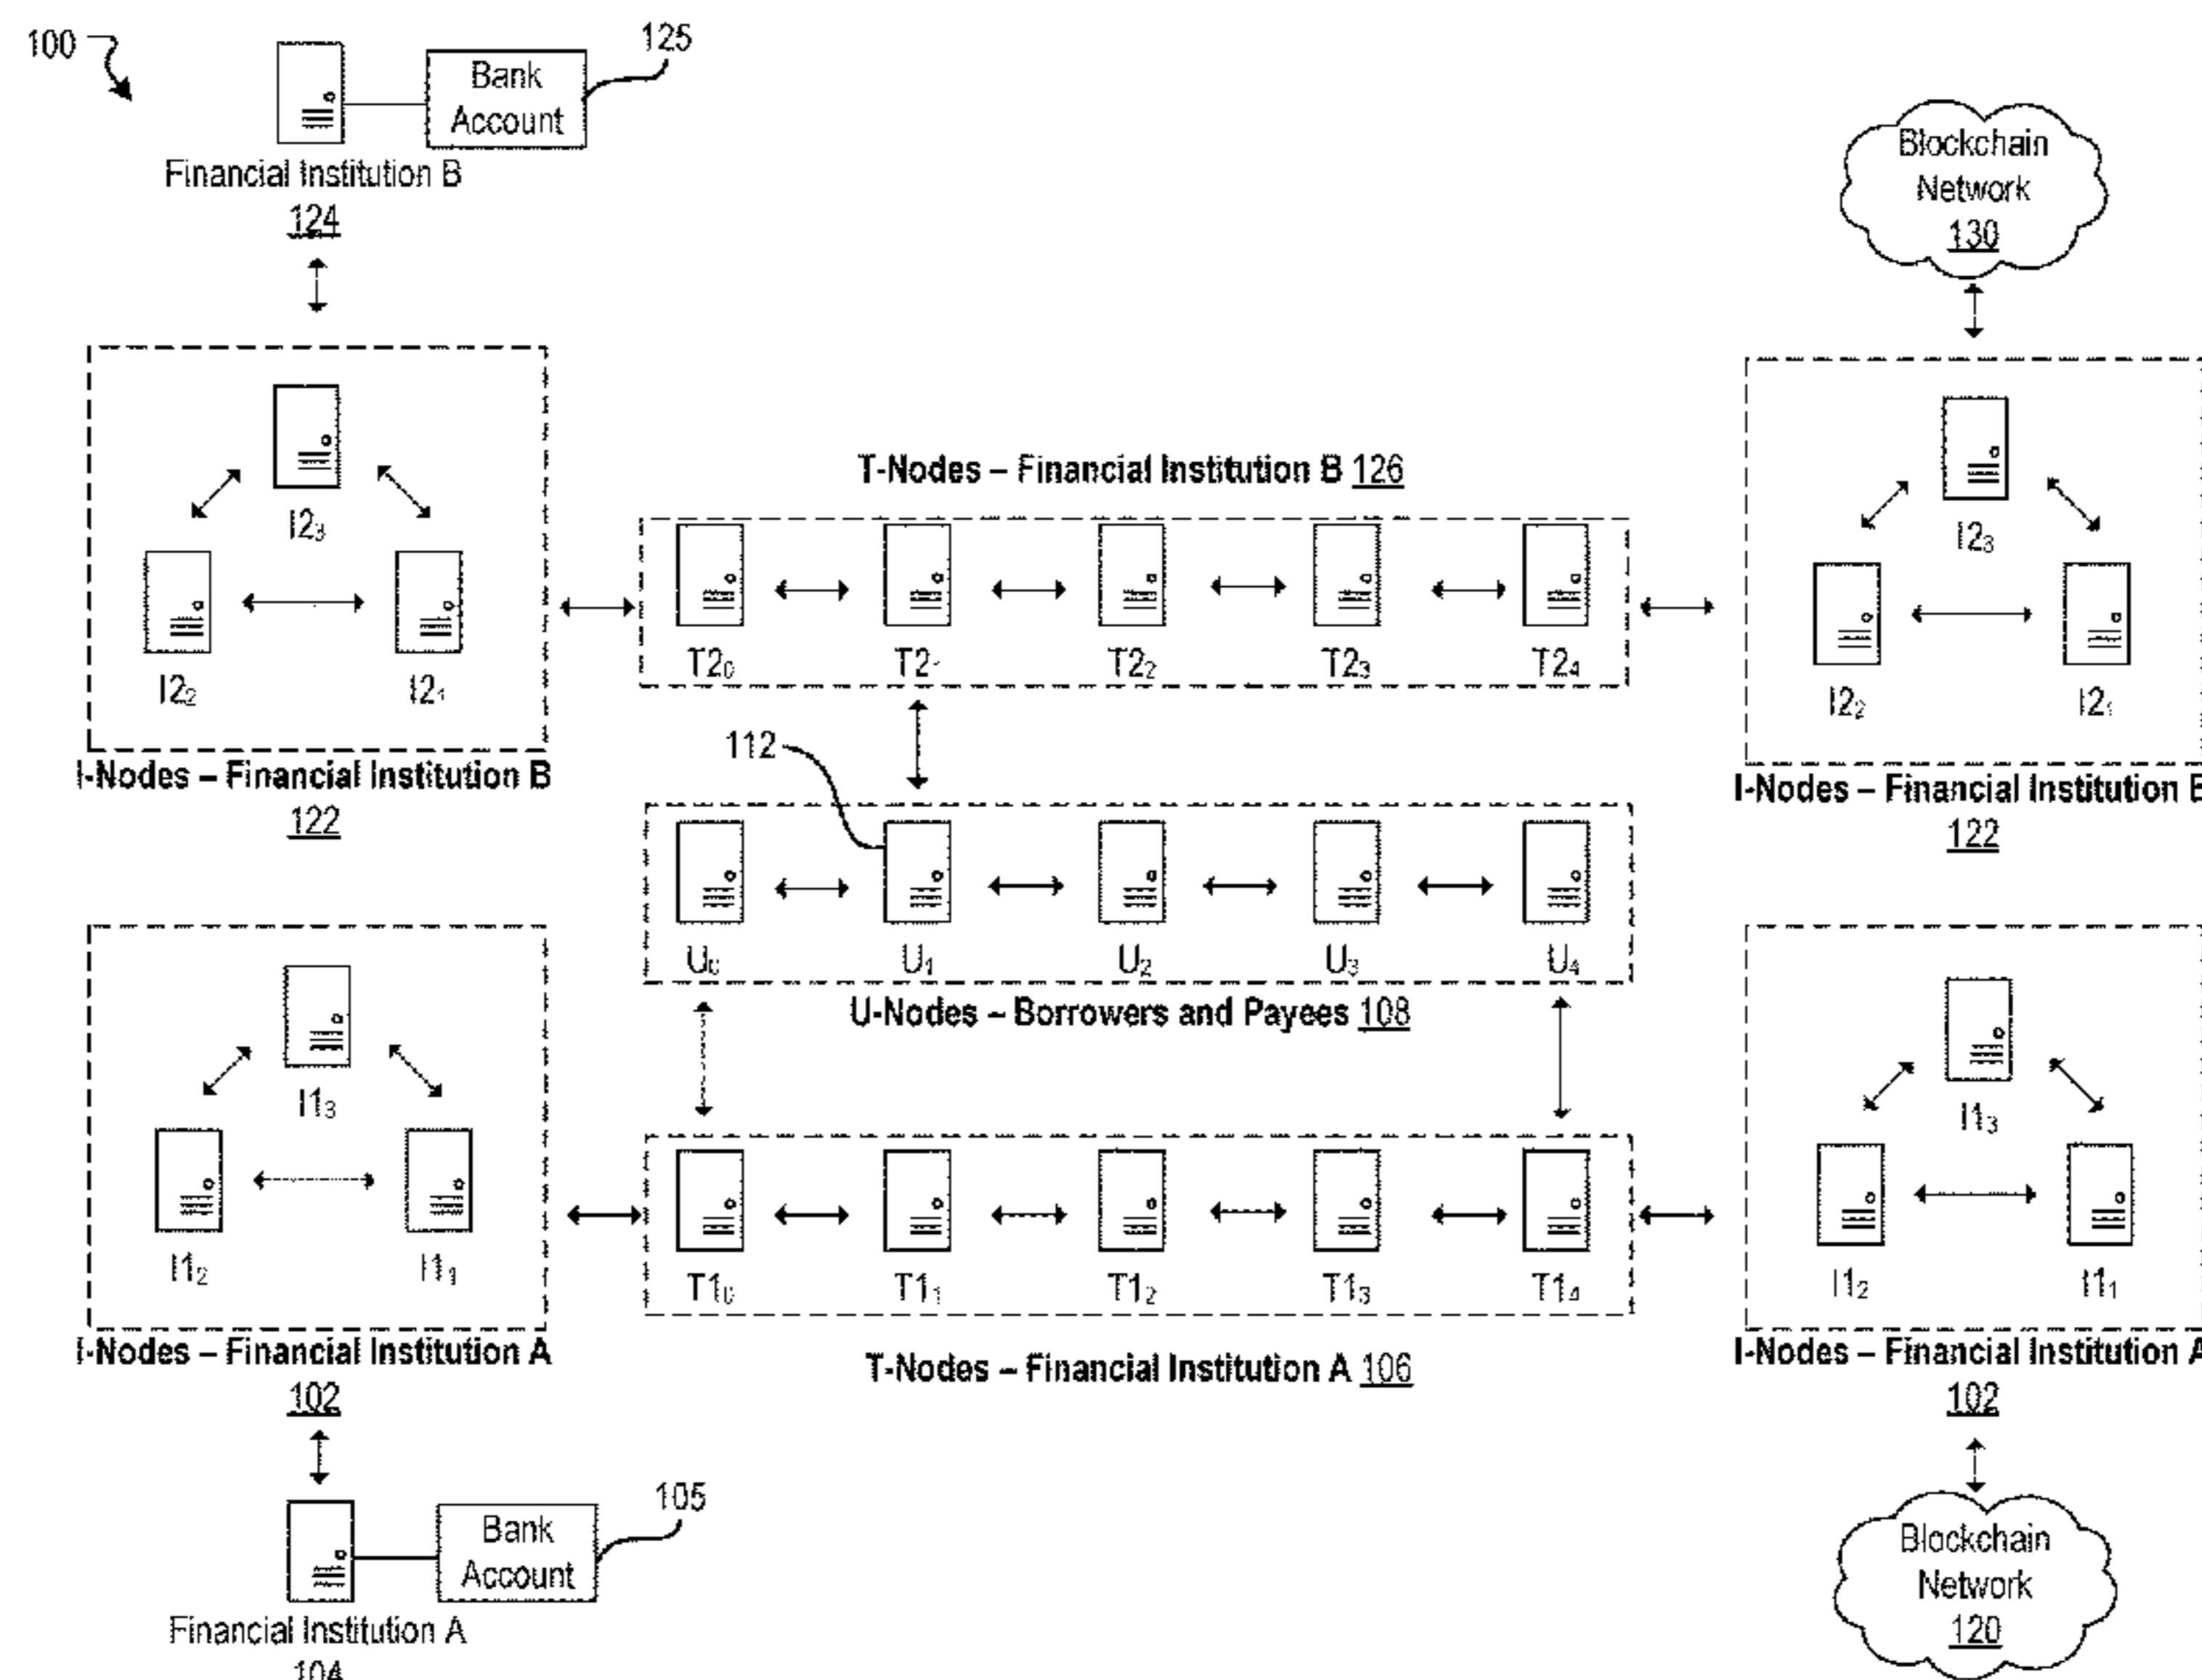 100
125
Bank
Account
Financial Institution B
124
Blockchain
Network
130
I2₃
I2₂
I2₁
I-Nodes – Financial Institution B
122
T-Nodes – Financial Institution B 126
T2₀ T2₁ T2₂ T2₃ T2₄
I2₃
I2₂
I2₁
I-Nodes – Financial Institution B
122
112
U₀ U₁ U₂ U₃ U₄
U-Nodes – Borrowers and Payees 108
I1₃
I1₂
I1₁
I-Nodes – Financial Institution A
102
T1₀ T1₁ T1₂ T1₃ T1₄
T-Nodes – Financial Institution A 106
I1₃
I1₂
I1₁
I-Nodes – Financial Institution A
102
105
Bank
Account
Financial Institution A
104
Blockchain
Network
120